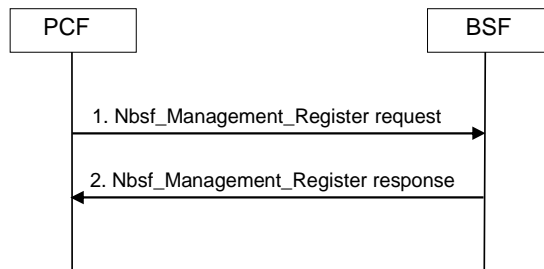 PCF
BSF
1. Nbsf_Management_Register request
2. Nbsf_Management_Register response